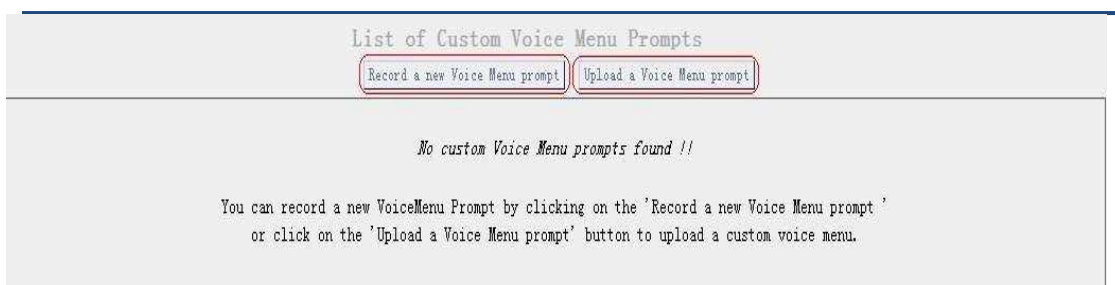 List of Custom Voice Menu Prompts
Record a new Voice Menu prompt Upload a Voice Menu prompt
No custom Voice Menu prompts found !!
You can record a new VoiceMenu Prompt by clicking on the 'Record a new Voice Menu prompt '
or click on the 'Upload a Voice Menu prompt' button to upload a custom voice menu.